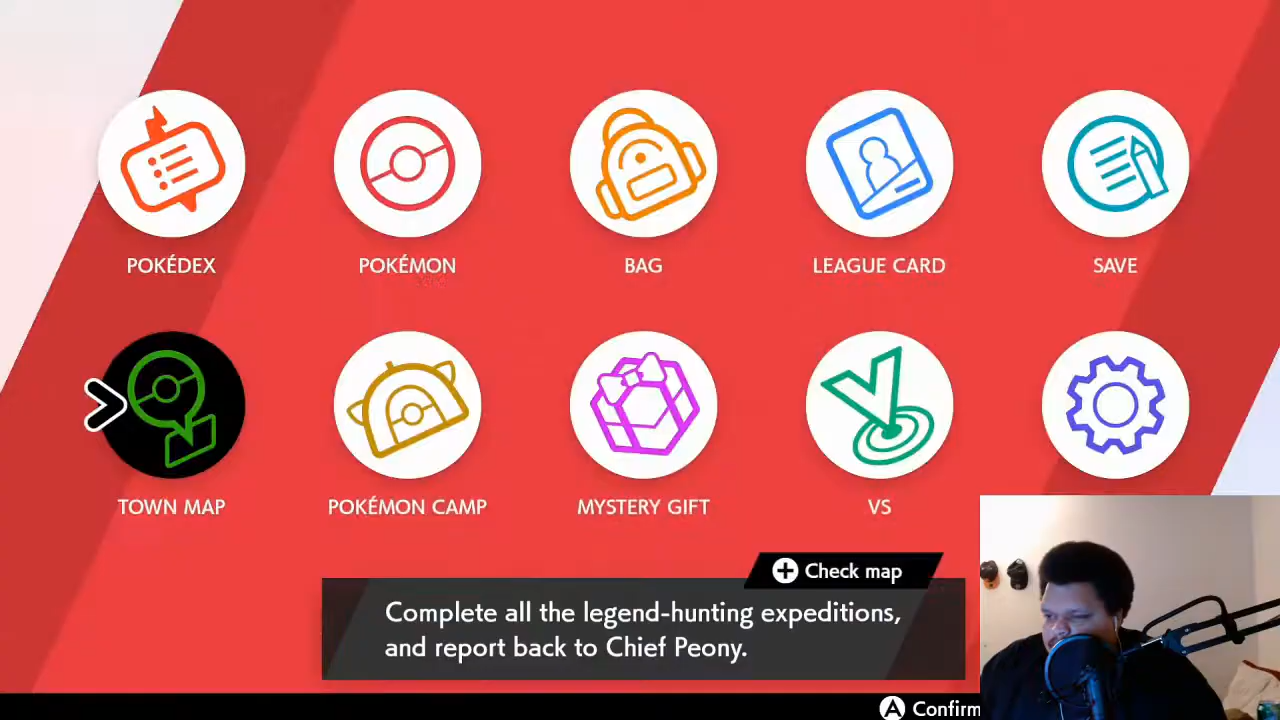 POKÉDEX
POKÉMON
BAG
LEAGUE CARD
SAVE
TOWN MAP
POKÉMON CAMP
MYSTERY GIFT
VS
Check map
Complete all the legend-hunting expeditions,
and report back to Chief Peony.
A Confirm